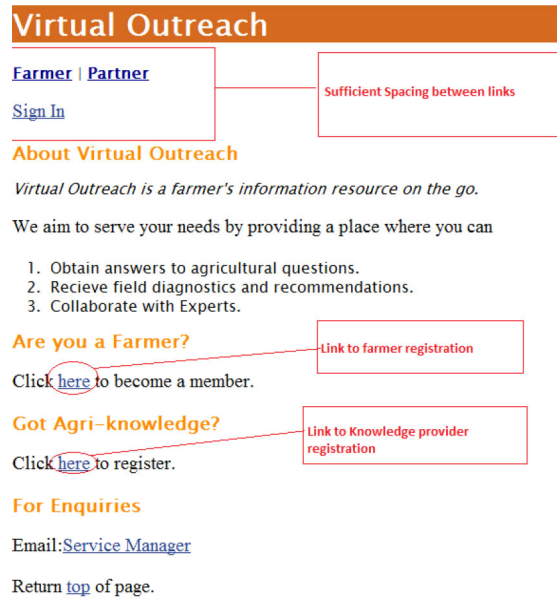 Virtual Outreach
Farmer | Partner
Sufficient Spacing between links
Sign In
About Virtual Outreach
Virtual Outreach is a farmer's information resource on the go.
We aim to serve your needs by providing a place where you can
1. Obtain answers to agricultural questions.
2. Recieve field diagnostics and recommendations.
3. Collaborate with Experts.
Are you a Farmer?
Link to farmer registration
Click here to become a member.
Got Agri-knowledge?
Link to Knowledge provider
registration
Click here to register.
For Enquiries
Email:Service Manager
Return top of page.